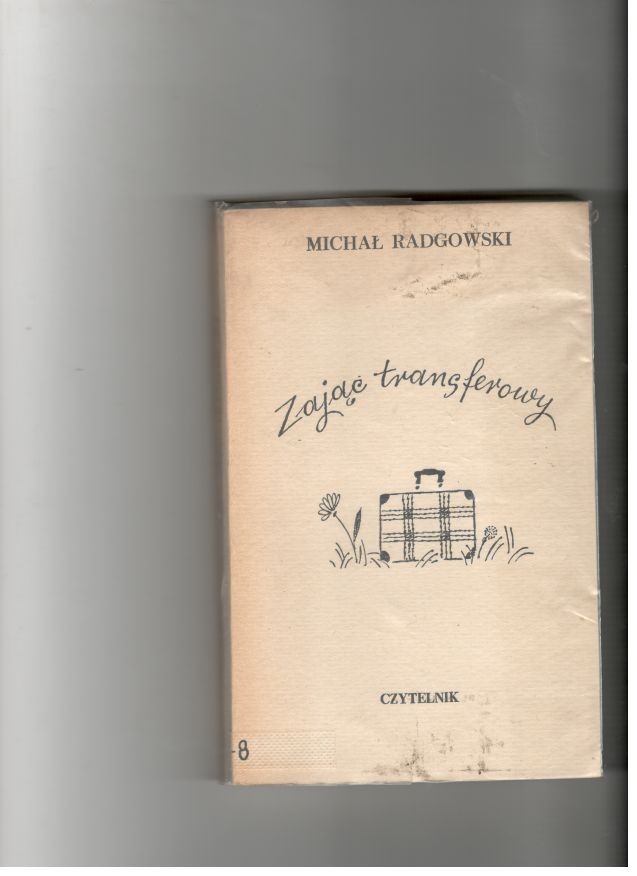 MICHAŁ RADGOWSKI
Zając transferowy
CZYTELNIK
-8